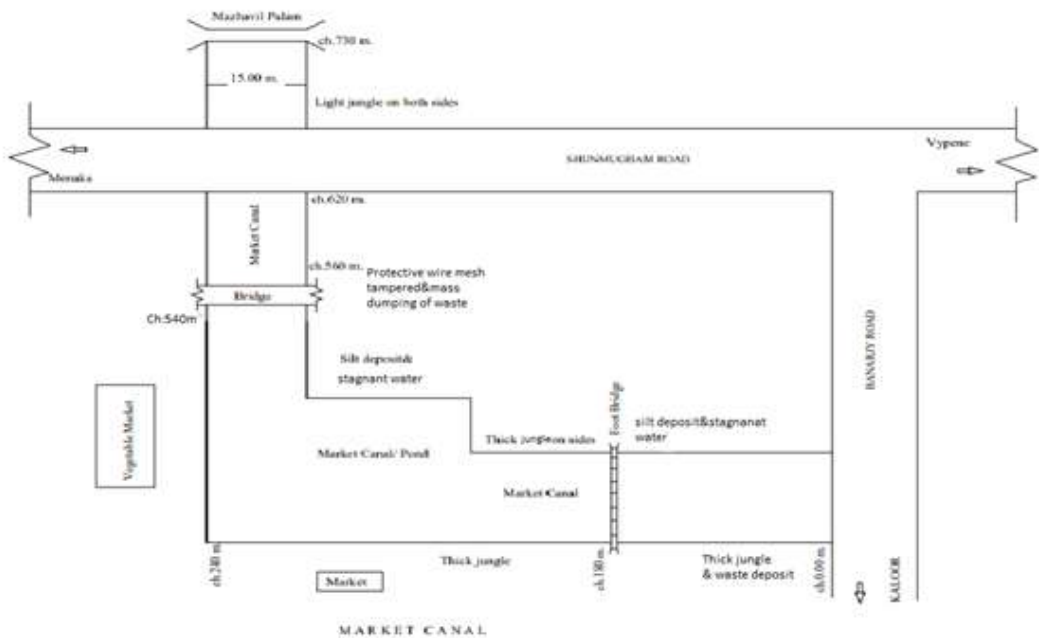 Mazhavil Palam
ch.730 m.
15.00 m.
Light jungle on both sides
Vypene
SHUNMUGHAM ROAD
Menaka
ch.620 m.
Market Canal
ch.560 m.
Protective wire mesh
tampered&mass
dumping of waste
Bridge
Ch:540m
BANARJY ROAD
Silt deposit&
stagnant water
Foot Bridge
silt deposit&stagnanat
water
Vegetable Market
Thick jungle on sides
Market Canal/ Pond
Market Canal
ch.240 m.
Thick jungle
ch.180 m.
Thick jungle
& waste deposit
ch.0.00 m.
KALOOR
Market
MARKET CANAL